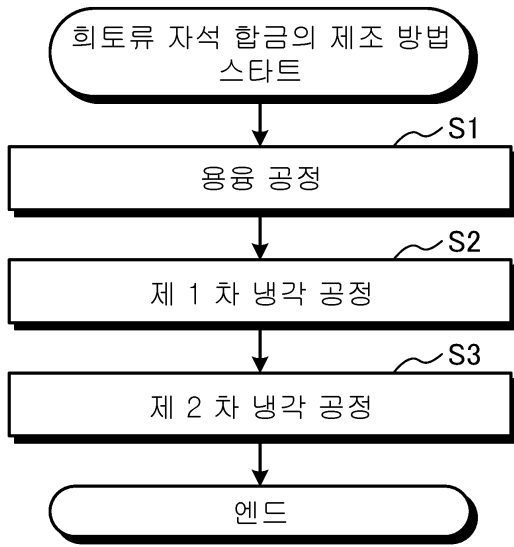 희토류 자석 합금의 제조 방법
스타트
S1
용융 공정
S2
제 1 차 냉각 공정
S3
제 2 차 냉각 공정
엔드